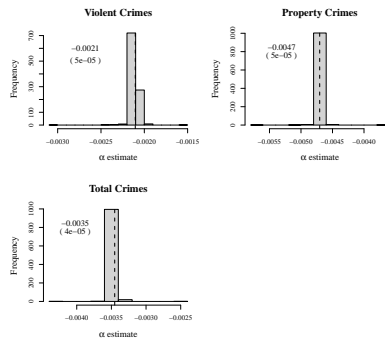 Violent Crimes
Frequency
0 100 300 500 700
−0.0021
( 5e−05 )
−0.0030 −0.0025 −0.0020 −0.0015
α estimate
Property Crimes
Frequency
0 200 400 600 800 1000
−0.0047
( 5e−05 )
−0.0055 −0.0050 −0.0045 −0.0040
α estimate
Total Crimes
Frequency
0 200 400 600 800 1000
−0.0035
( 4e−05 )
−0.0040 −0.0035 −0.0030 −0.0025
α estimate